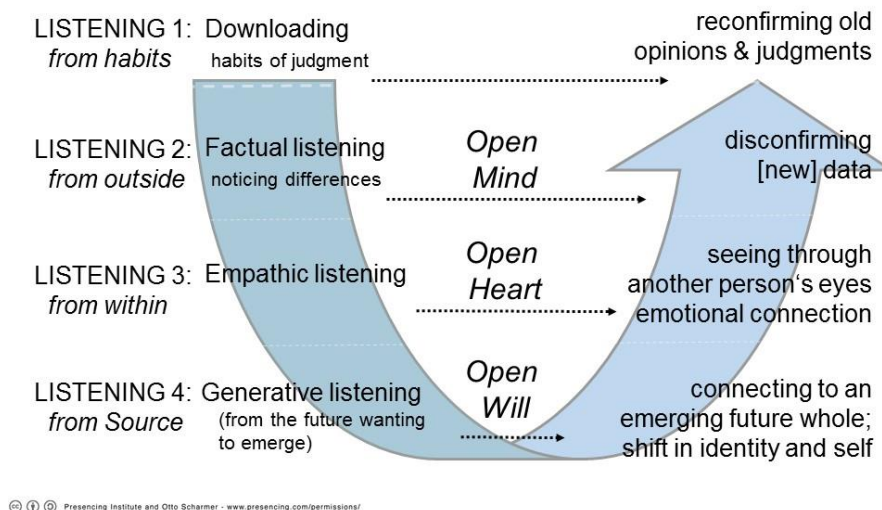 LISTENING 1: Downloading
from habits habits of judgment
reconfirming old
opinions & judgments
LISTENING 2: Factual listening
from outside noticing differences
Open
Mind
disconfirming
[new] data
LISTENING 3: Empathic listening
from within
Open
Heart
seeing through
another person‘s eyes
emotional connection
LISTENING 4: Generative listening
from Source (from the future wanting
to emerge)
Open
Will
connecting to an
emerging future whole;
shift in identity and self
cc Presencing Institute and Otto Scharmer - www.presencing.com/permissions/